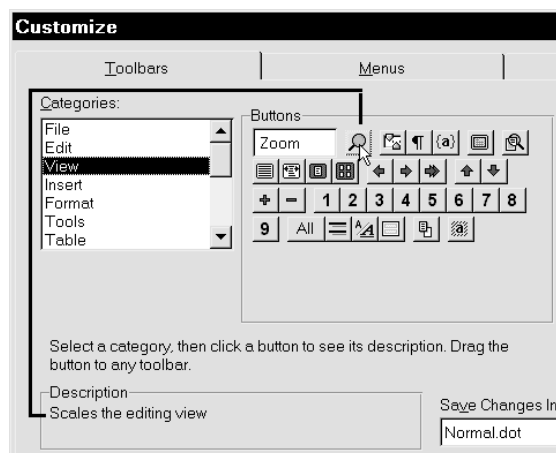 Customize
Toolbars Menus
Categories:
Buttons
File
Edit
View
Insert
Format
Tools
Table
Zoom ¶ {a}
+ - 1 2 3 4 5 6 7 8
9 All A A a
Select a category, then click a button to see its description. Drag the
button to any toolbar.
Description
Scales the editing view
Save Changes In
Normal.dot